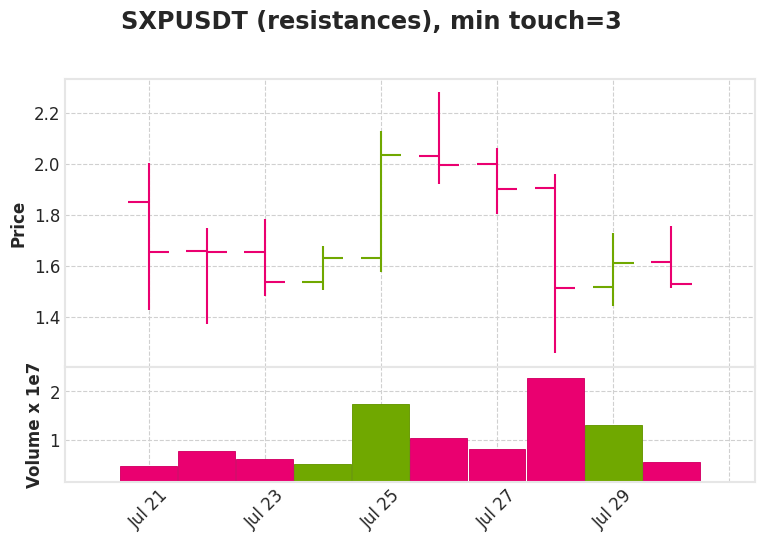 SXPUSDT (resistances), min touch=3
Price
2.2
2.0
1.8
1.6
1.4
Volume x 1e7
2
1
Jul 21
Jul 23
Jul 25
Jul 27
Jul 29